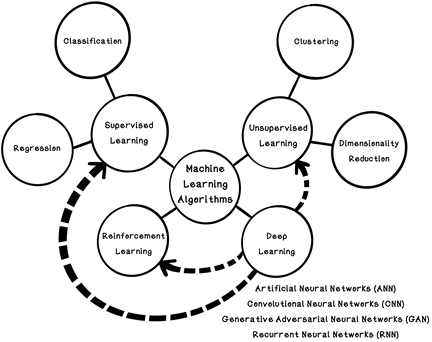 Classification
Clustering
Supervised
Learning
Unsupervised
Learning
Regression
Dimensionality
Reduction
Machine
Learning
Algorithms
Reinforcement
Learning
Deep
Learning
Artificial Neural Networks (ANN)
Convolutional Neural Networks (CNN)
Generative Adversarial Neural Networks (GAN)
Recurrent Neural Networks (RNN)